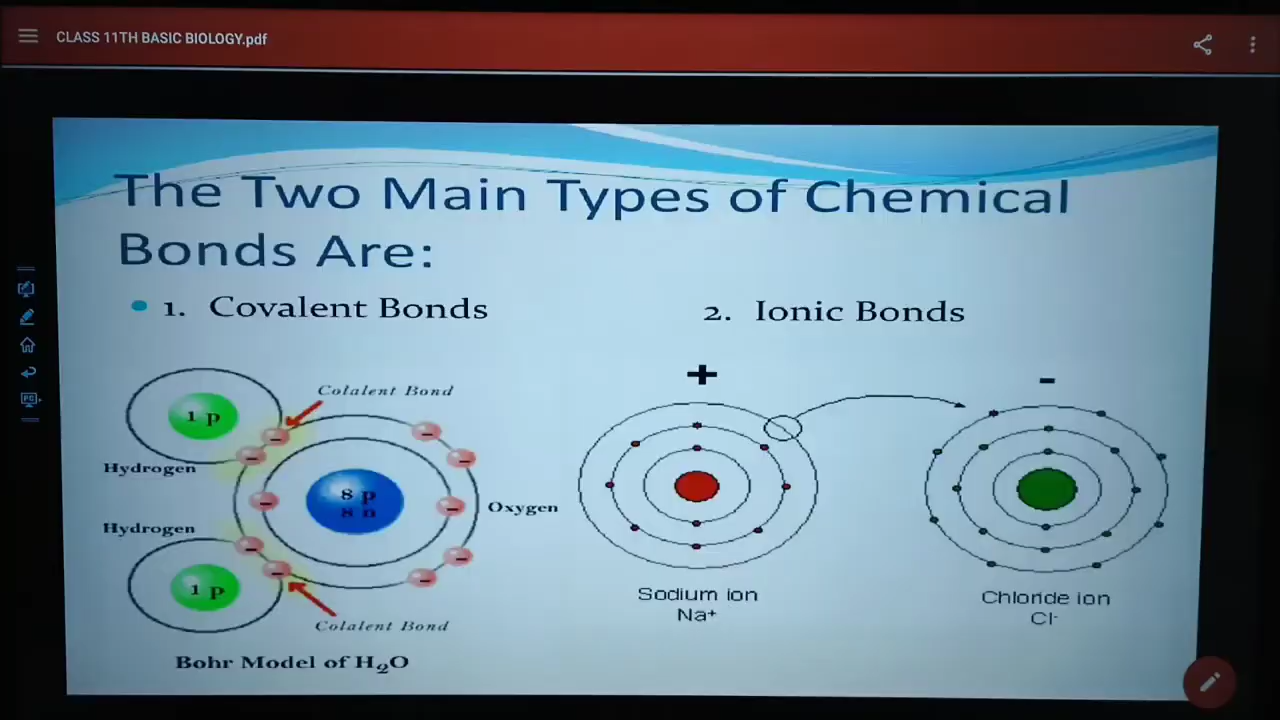 CLASS 11TH BASIC BIOLOGY.pdf
The Two Main Types of Chemical
Bonds Are:
1. Covalent Bonds
2. Ionic Bonds
Colalent Bond
1 p
Hydrogen
8 p
8 n
Oxygen
Hydrogen
1 p
Colalent Bond
Bohr Model of H₂O
+
-
Sodium ion
Na⁺
Chloride ion
Cl⁻